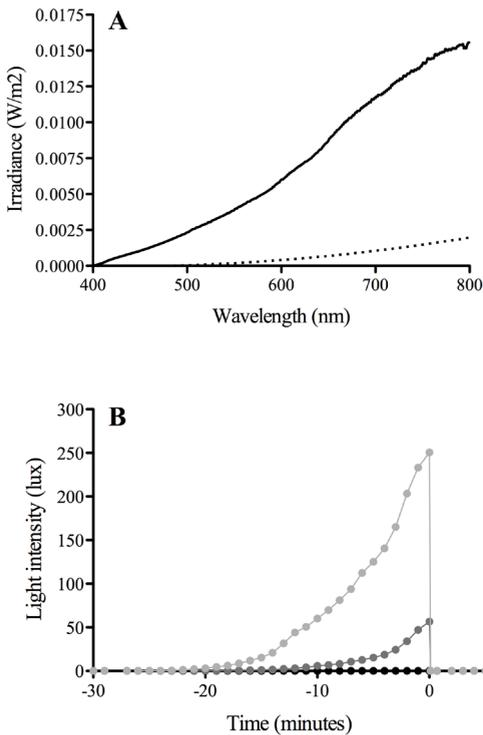 A
0.0175
0.0150
0.0125
0.0100
0.0075
0.0050
0.0025
0.0000
Irradiance (W/m2)
400 500 600 700 800
Wavelength (nm)
B
300
250
200
150
100
50
0
Light intensity (lux)
-30 -20 -10 0
Time (minutes)